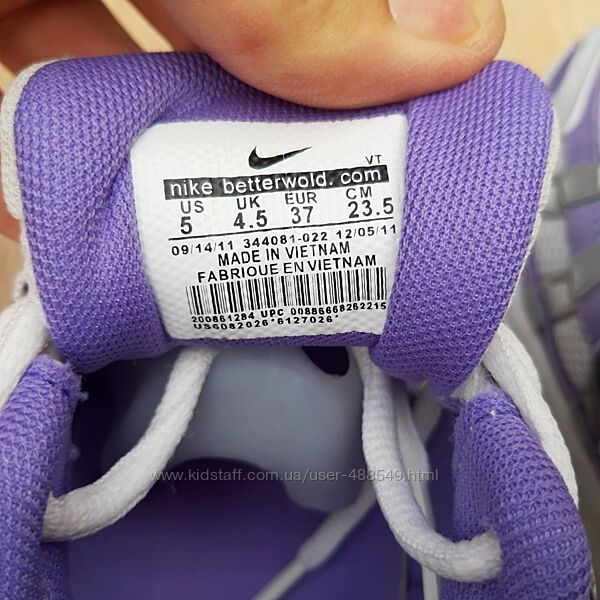 VT
nike betterwold. com
US UK EUR CM
5 4.5 37 23.5
09/14/11 344081-022 12/05/11
MADE IN VIETNAM
FABRIQUE EN VIETNAM
200861284 UPC 00886668262215
US6082026*6127026*
www.kidstaff.com.ua/user-488549.html